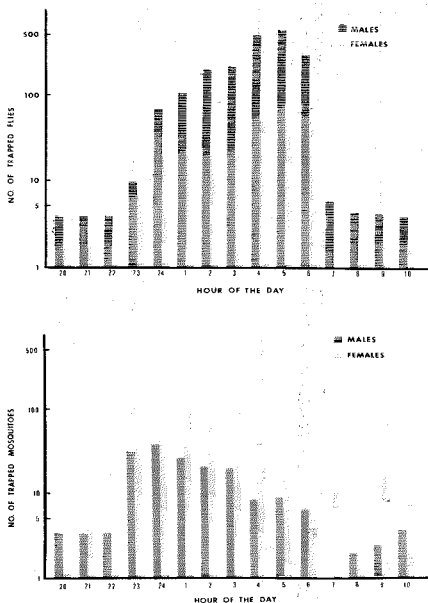 MALES
FEMALES
500
100
10
5
1
NO. OF TRAPPED FLIES
20 21 22 23 24 1 2 3 4 5 6 7 8 9 10
HOUR OF THE DAY
MALES
FEMALES
500
100
10
5
1
NO. OF TRAPPED MOSQUITOES
20 21 22 23 24 1 2 3 4 5 6 7 8 9 10
HOUR OF THE DAY